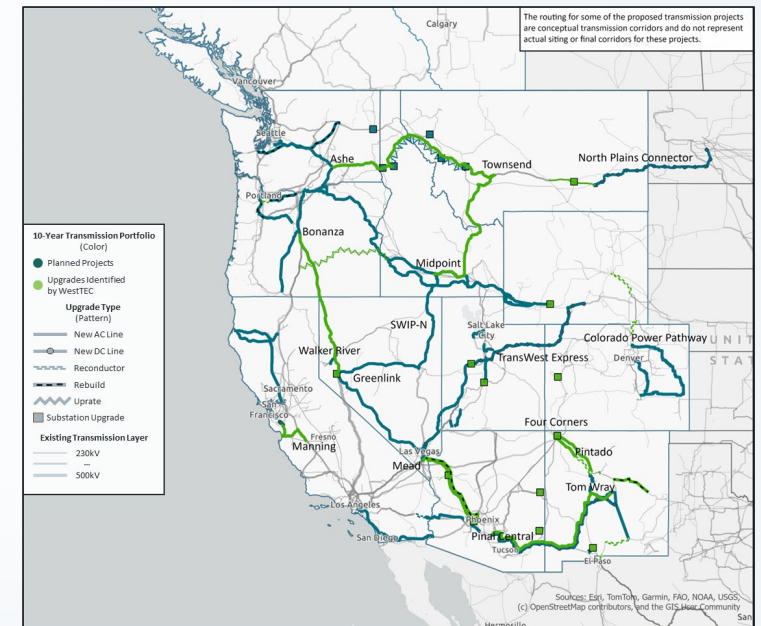 The routing for some of the proposed transmission projects
are conceptual transmission corridors and do not represent
actual siting or final corridors for these projects.
Calgary
Vancouver
Seattle
Ashe
Townsend
North Plains Connector
Portland
Bonanza
Midpoint
10-Year Transmission Portfolio
(Color)
Planned Projects
Upgrades Identified
by WestTEC
Upgrade Type
(Pattern)
New AC Line
New DC Line
Reconductor
Rebuild
Uprate
Substation Upgrade
Existing Transmission Layer
230kV
...
500kV
SWIP-N
Salt Lake
City
Colorado Power Pathway
UNIT
STAT
Walker River
TransWest Express
Denver
Greenlink
Sacramento
San
Francisco
Four Corners
Fresno
Manning
Las Vegas
Pintado
Mead
Tom Wray
Los Angeles
Phoenix
San Diego
Pinal Central
Tucson
El Paso
Sources: Esri, TomTom, Garmin, FAO, NOAA, USGS,
(c) OpenStreetMap contributors, and the GIS User Community
San
Hermosillo